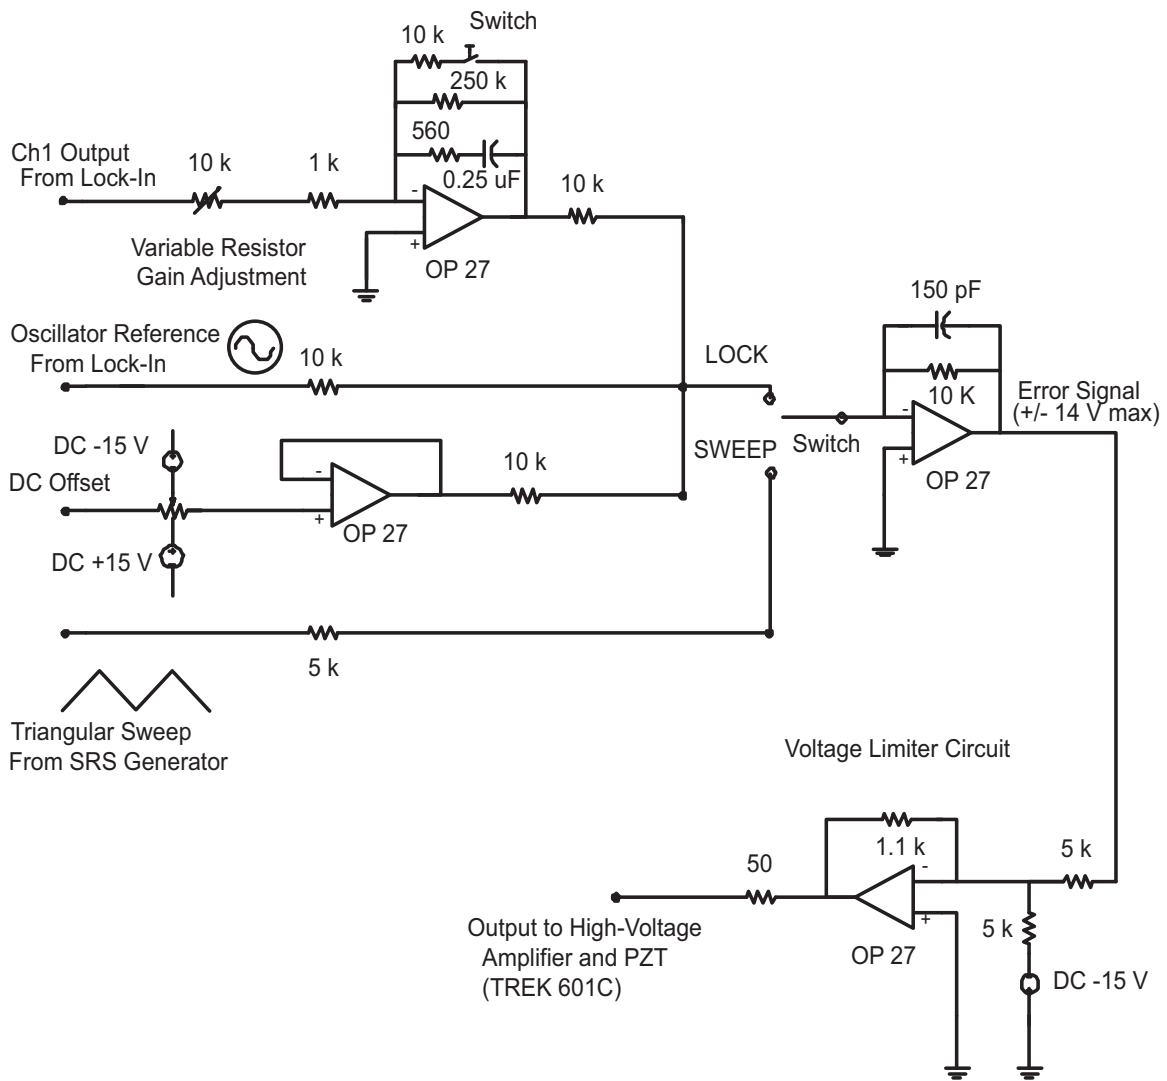 Switch
10 k
250 k
560
0.25 uF
Ch1 Output
From Lock-In
10 k
1 k
10 k
-
+
OP 27
Variable Resistor
Gain Adjustment
Oscillator Reference
From Lock-In
10 k
LOCK
150 pF
10 K
Error Signal
(+/- 14 V max)
-
+
OP 27
Switch
SWEEP
DC -15 V
DC Offset
DC +15 V
-
+
OP 27
10 k
5 k
Triangular Sweep
From SRS Generator
Voltage Limiter Circuit
1.1 k
5 k
50
-
+
OP 27
5 k
DC -15 V
Output to High-Voltage
Amplifier and PZT
(TREK 601C)